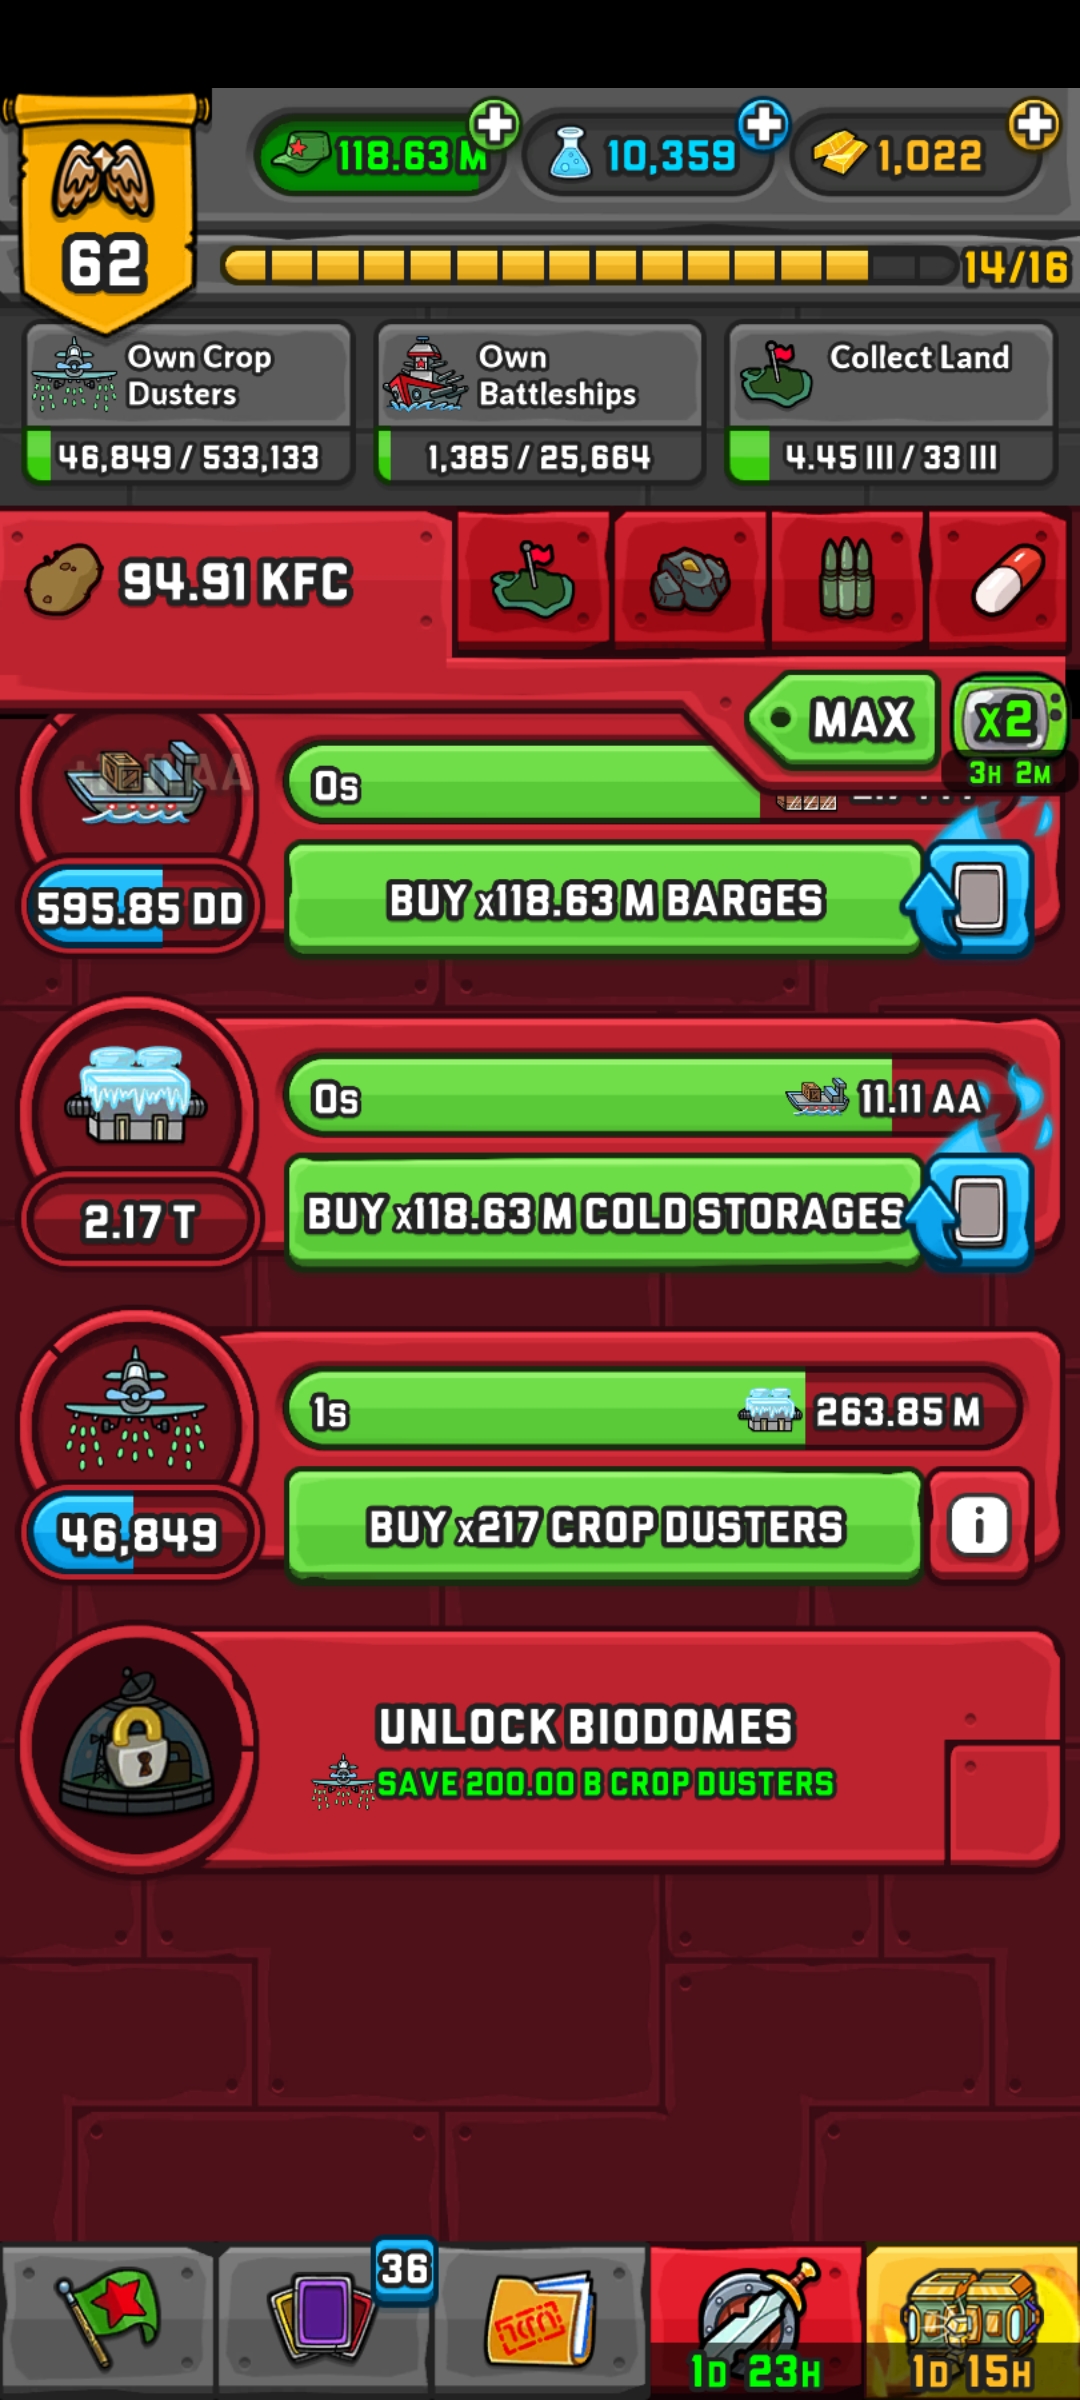 118.63 M
10,359
1,022
62
14/16
Own Crop
Dusters
46,849 / 533,133
Own
Battleships
1,385 / 25,664
Collect Land
4.45 III / 33 III
94.91 KFC
MAX
x2
3H 2M
0s
595.85 DD
BUY x118.63 M BARGES
0s
11.11 AA
2.17 T
BUY x118.63 M COLD STORAGES
1s
263.85 M
46,849
BUY x217 CROP DUSTERS
i
UNLOCK BIODOMES
SAVE 200.00 B CROP DUSTERS
36
1D 23H
1D 15H